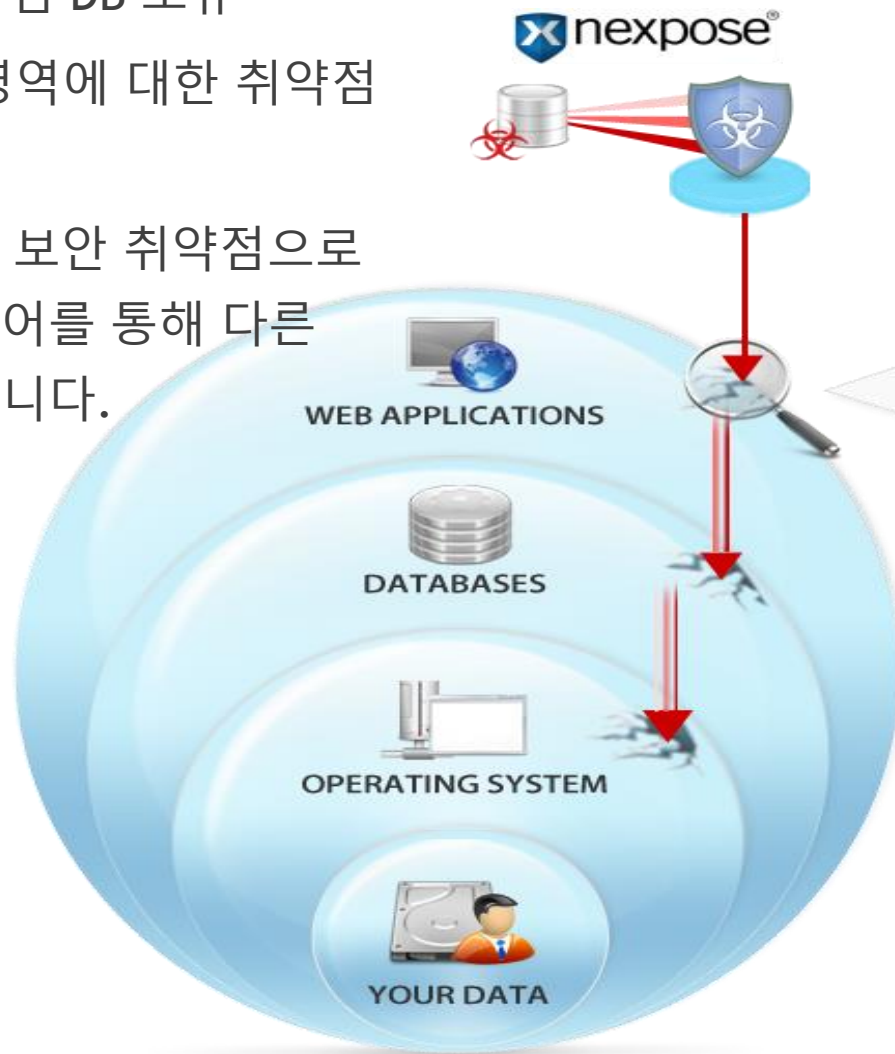 DB 보유
영역에 대한 취약점
보안 취약점으로
어를 통해 다른
니다.
nexpose®
WEB APPLICATIONS
DATABASES
OPERATING SYSTEM
YOUR DATA